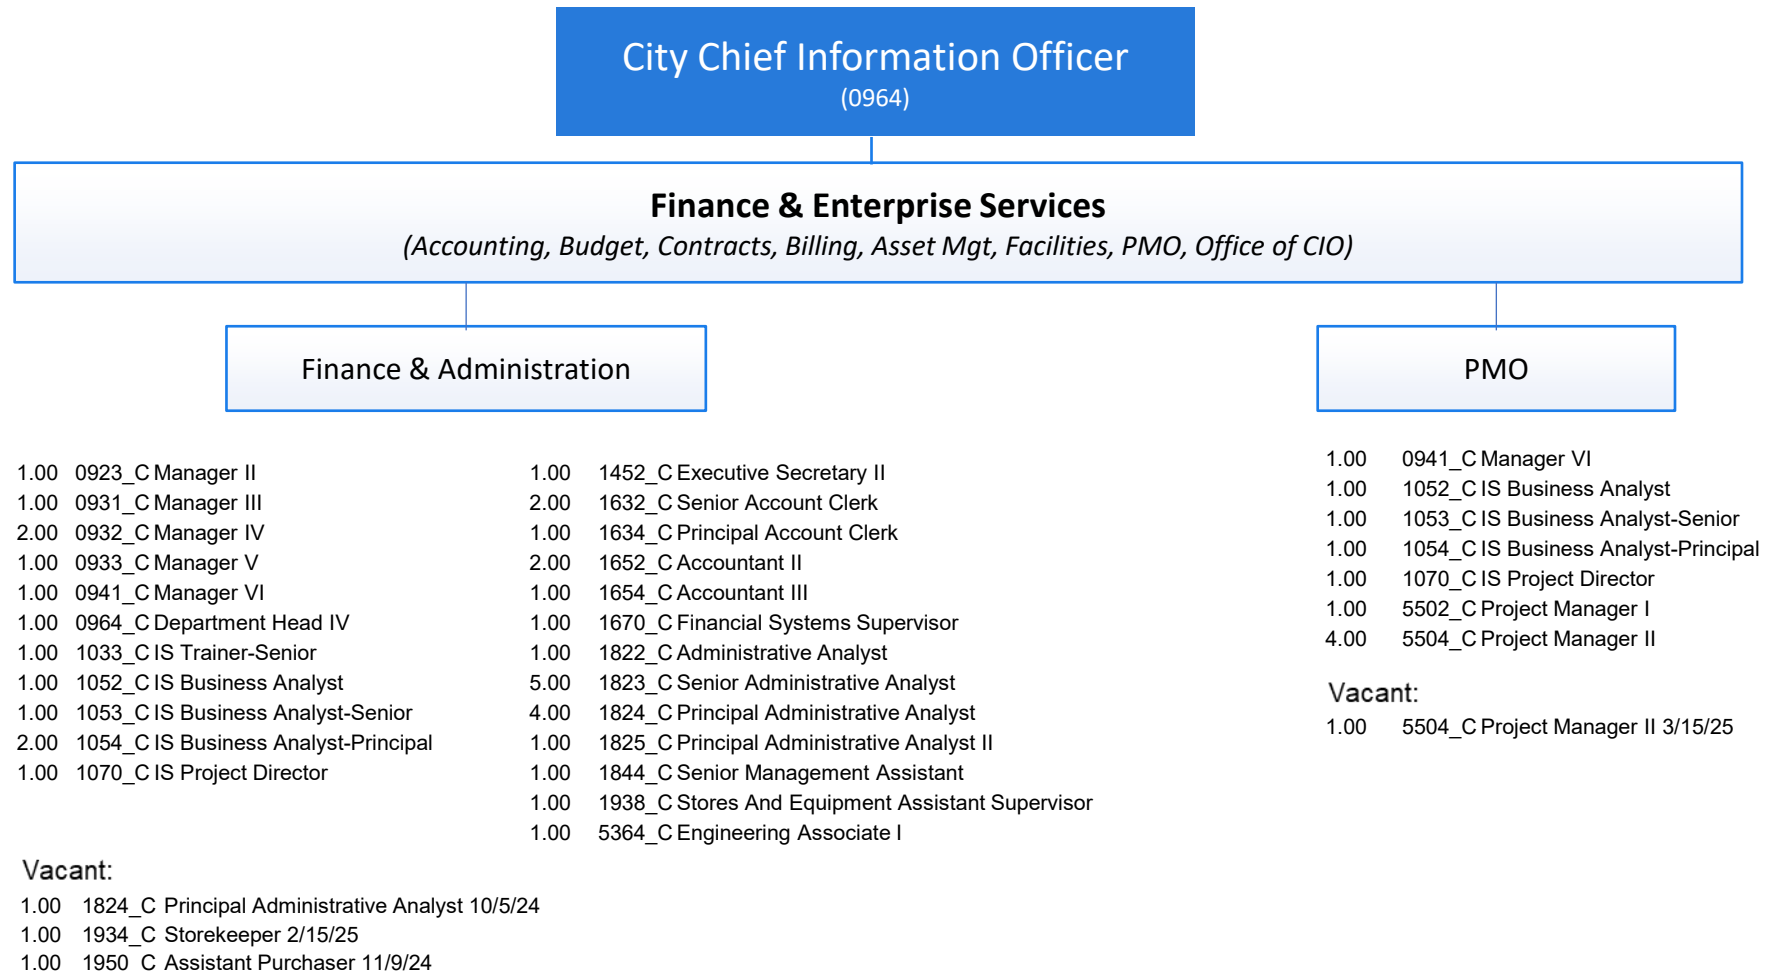 City Chief Information Officer
(0964)
Finance & Enterprise Services
(Accounting, Budget, Contracts, Billing, Asset Mgt, Facilities, PMO, Office of CIO)
Finance & Administration
1.00 0923_C Manager II
1.00 0931_C Manager III
2.00 0932_C Manager IV
1.00 0933_C Manager V
1.00 0941_C Manager VI
1.00 0964_C Department Head IV
1.00 1033_C IS Trainer-Senior
1.00 1052_C IS Business Analyst
1.00 1053_C IS Business Analyst-Senior
2.00 1054_C IS Business Analyst-Principal
1.00 1070_C IS Project Director
1.00 1452_C Executive Secretary II
2.00 1632_C Senior Account Clerk
1.00 1634_C Principal Account Clerk
2.00 1652_C Accountant II
1.00 1654_C Accountant III
1.00 1670_C Financial Systems Supervisor
1.00 1822_C Administrative Analyst
5.00 1823_C Senior Administrative Analyst
4.00 1824_C Principal Administrative Analyst
1.00 1825_C Principal Administrative Analyst II
1.00 1844_C Senior Management Assistant
1.00 1938_C Stores And Equipment Assistant Supervisor
1.00 5364_C Engineering Associate I
Vacant:
1.00 1824_C Principal Administrative Analyst 10/5/24
1.00 1934_C Storekeeper 2/15/25
1.00 1950_C Assistant Purchaser 11/9/24
PMO
1.00 0941_C Manager VI
1.00 1052_C IS Business Analyst
1.00 1053_C IS Business Analyst-Senior
1.00 1054_C IS Business Analyst-Principal
1.00 1070_C IS Project Director
1.00 5502_C Project Manager I
4.00 5504_C Project Manager II
Vacant:
1.00 5504_C Project Manager II 3/15/25